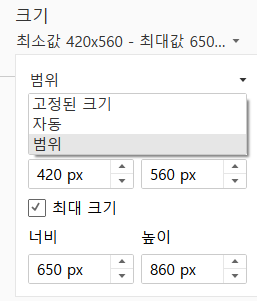 크기
최소값 420x560 - 최대값 650...
범위
고정된 크기
자동
범위
420 px 560 px
최대 크기
너비 높이
650 px 860 px